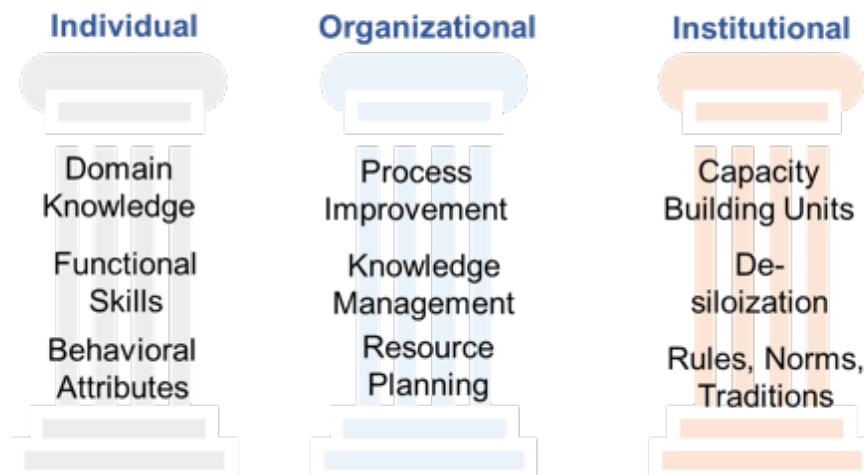 Individual
Domain
Knowledge
Functional
Skills
Behavioral
Attributes
Organizational
Process
Improvement
Knowledge
Management
Resource
Planning
Institutional
Capacity
Building Units
De-
siloization
Rules, Norms,
Traditions